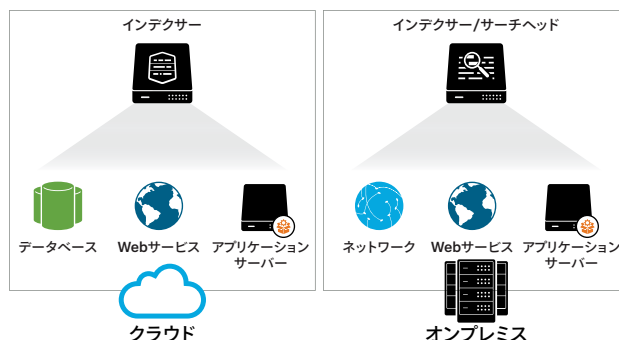 インデクサー
データベース
Webサービス
アプリケーション
サーバー
クラウド
インデクサー/サーチヘッド
ネットワーク
Webサービス
アプリケーション
サーバー
オンプレミス